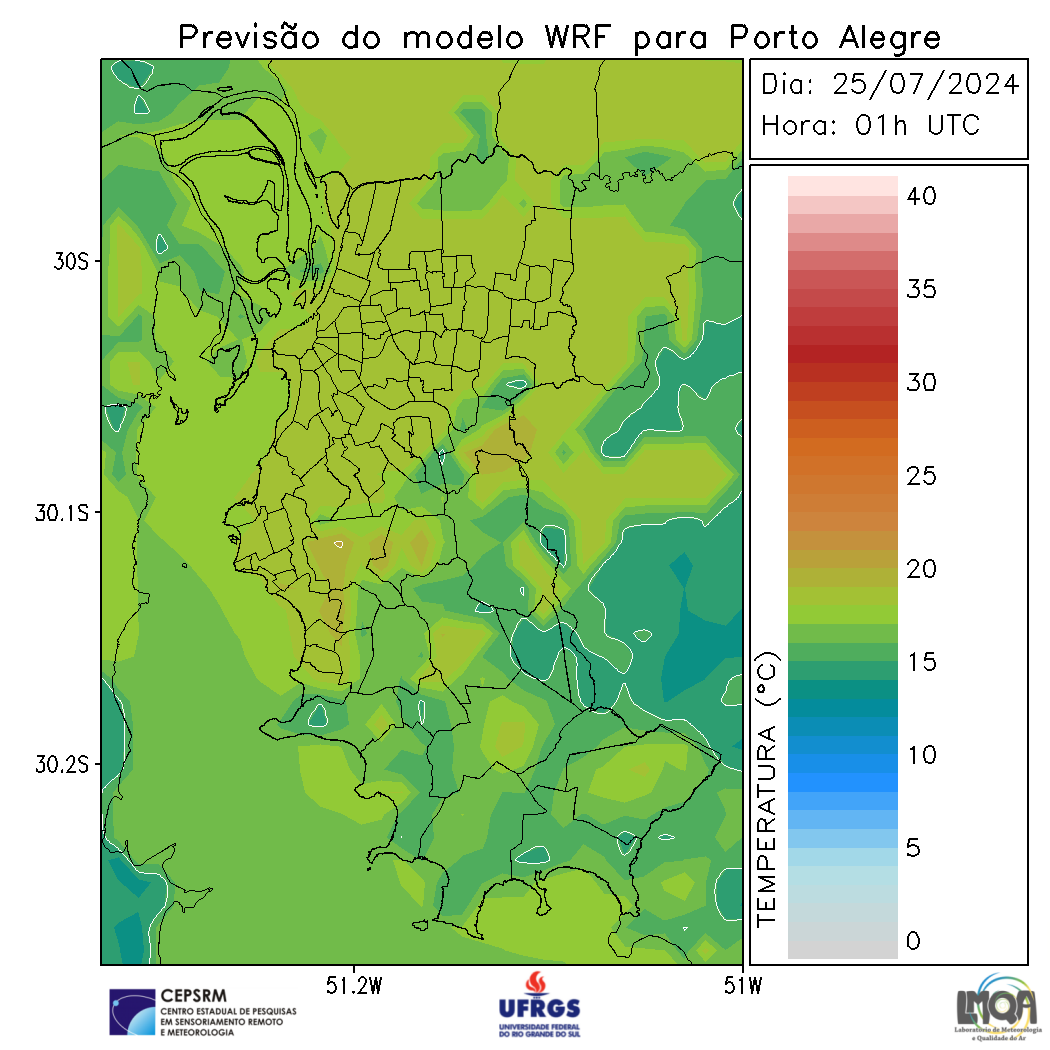 Previsão do modelo WRF para Porto Alegre
Dia: 25/07/2024
Hora: 01h UTC
40
35
30
25
20
15
10
5
0
TEMPERATURA (°C)
30S
30.1S
30.2S
51.2W
51W
CEPSRM
CENTRO ESTADUAL DE PESQUISAS
EM SENSORIAMENTO REMOTO
E METEOROLOGIA
UFRGS
UNIVERSIDADE FEDERAL
DO RIO GRANDE DO SUL
LMQA
Laboratório de Meteorologia
e Qualidade do Ar